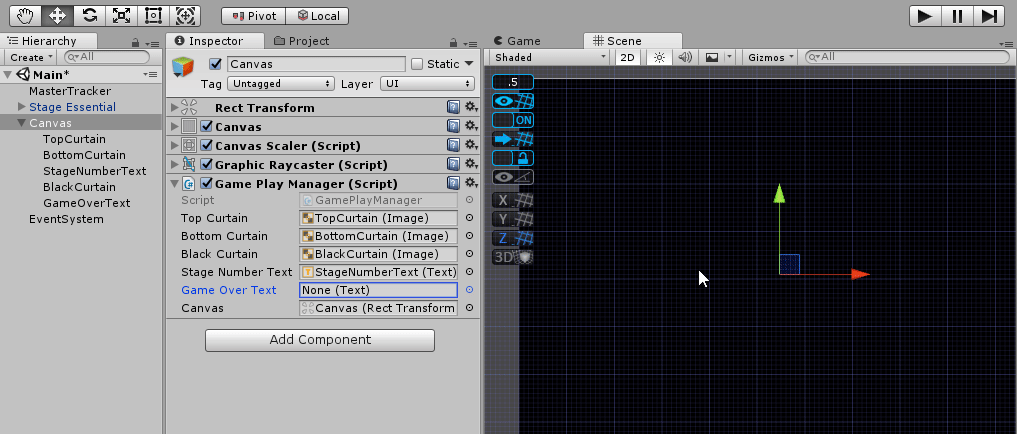 Pivot Local
Hierarchy
Create All
Main*
MasterTracker
Stage Essential
Canvas
TopCurtain
BottomCurtain
StageNumberText
BlackCurtain
GameOverText
EventSystem
Inspector Project
Canvas Static
Tag Untagged Layer UI
Rect Transform
Canvas
Canvas Scaler (Script)
Graphic Raycaster (Script)
Game Play Manager (Script)
Script GamePlayManager
Top Curtain TopCurtain (Image)
Bottom Curtain BottomCurtain (Image)
Black Curtain BlackCurtain (Image)
Stage Number Text StageNumberText (Text)
Game Over Text None (Text)
Canvas Canvas (Rect Transform
Add Component
Game Scene
Shaded 2D Gizmos All
.5
ON
X
Y
Z
3D